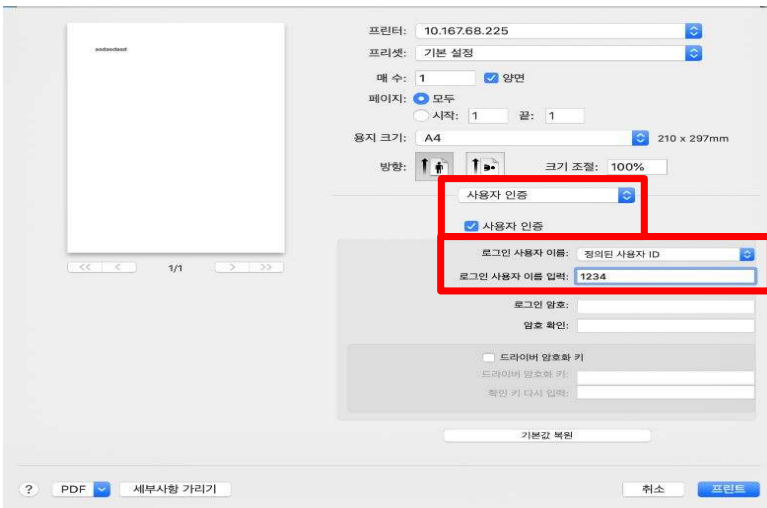 asdasdasd
<< < 1/1 > >>
프린터: 10.167.68.225
프리셋: 기본 설정
매 수: 1 양면
페이지: 모두
시작: 1 끝: 1
용지 크기: A4 210 x 297mm
방향: 크기 조절: 100%
사용자 인증
사용자 인증
로그인 사용자 이름: 정의된 사용자 ID
로그인 사용자 이름 입력: 1234
로그인 암호:
암호 확인:
드라이버 암호화 키
드라이버 암호화 키:
확인 키 다시 입력:
기본값 복원
? PDF 세부사항 가리기 취소 프린트